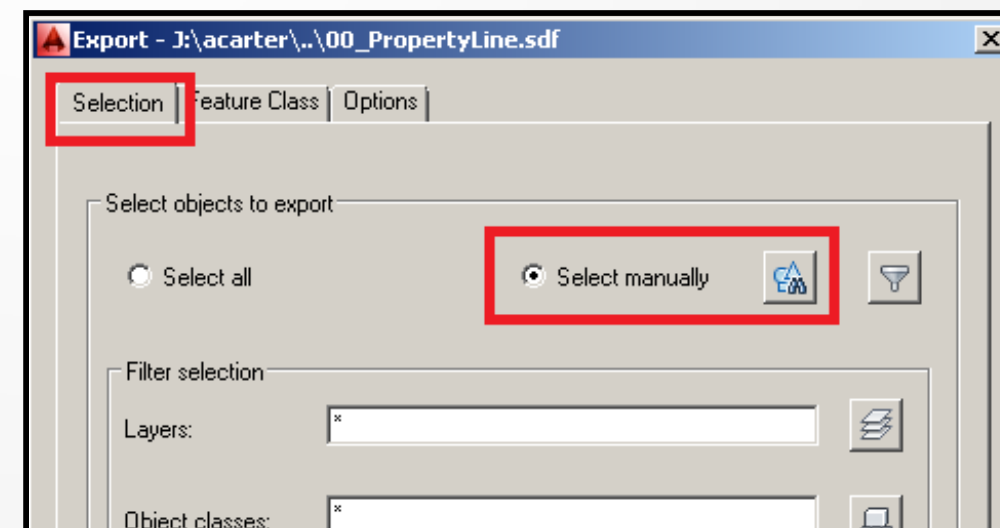 Export - J:\acarter\..\00_PropertyLine.sdf
Selection Feature Class Options
Select objects to export
Select all Select manually
Filter selection
Layers: *
Object classes: *